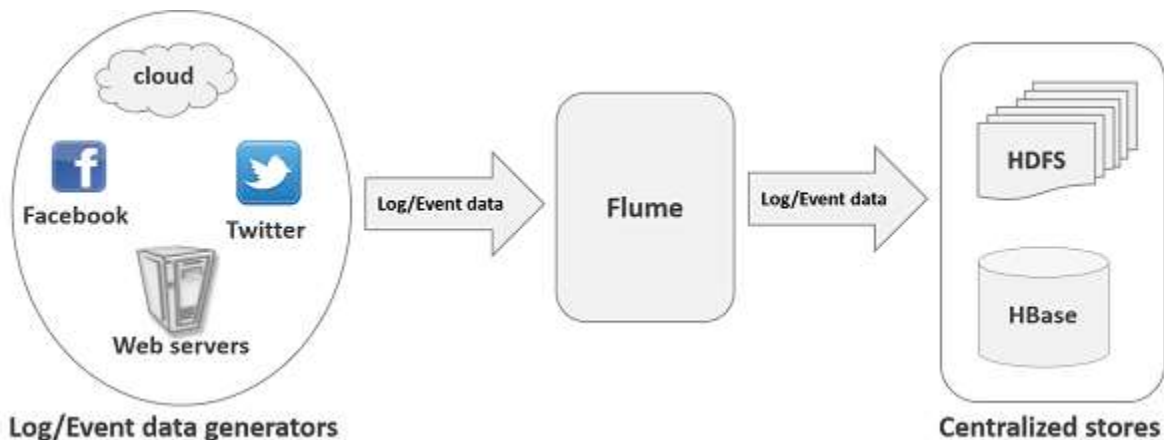 cloud
Facebook
Twitter
Web servers
Log/Event data generators
Log/Event data
Flume
Log/Event data
HDFS
HBase
Centralized stores